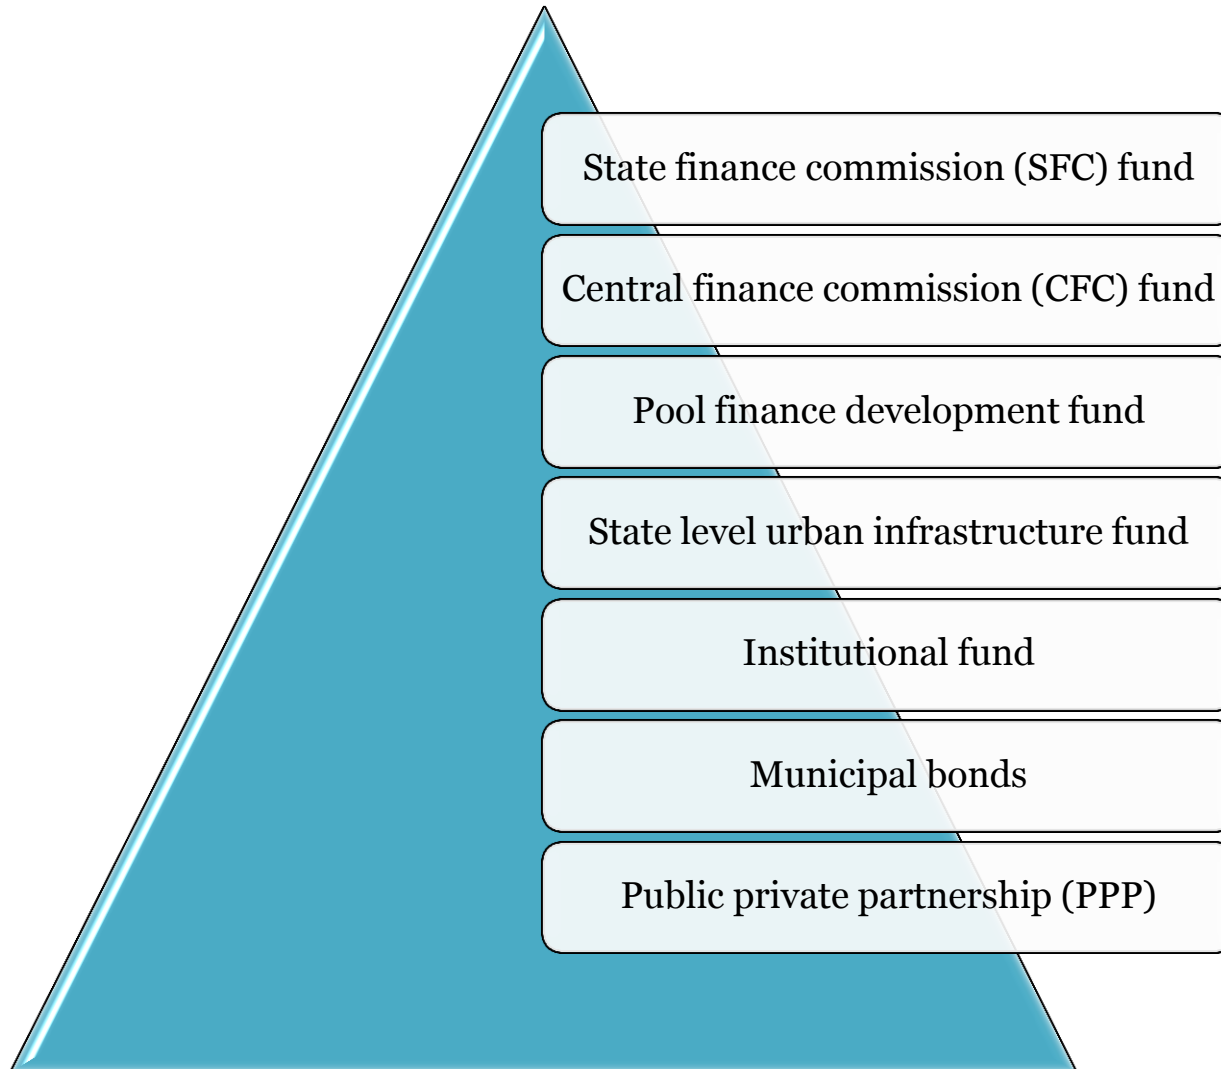 State finance commission (SFC) fund
Central finance commission (CFC) fund
Pool finance development fund
State level urban infrastructure fund
Institutional fund
Municipal bonds
Public private partnership (PPP)